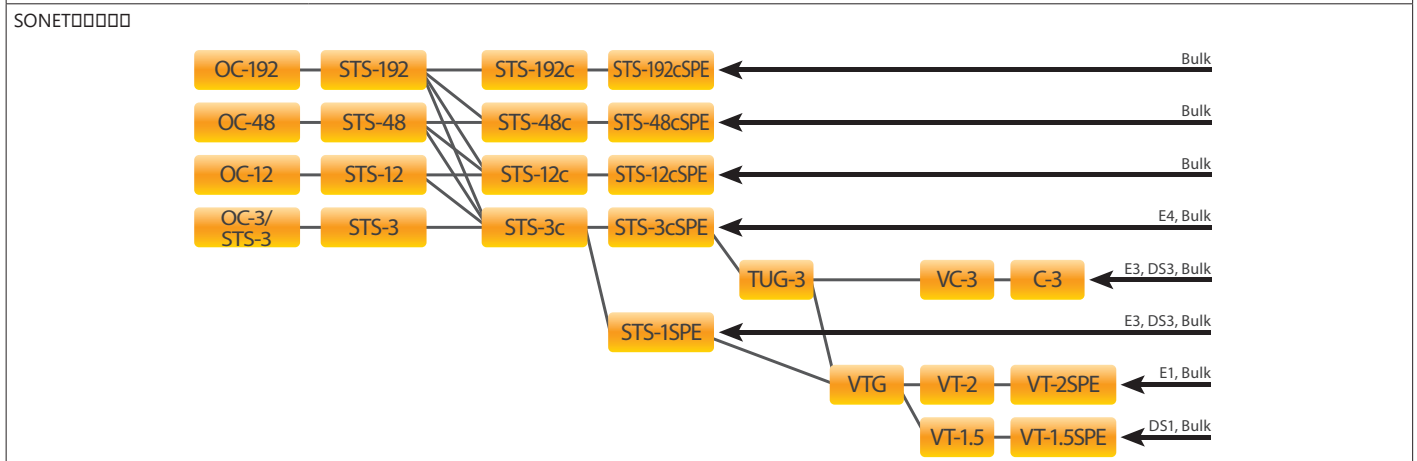 SONET
OC-192 STS-192 STS-192c STS-192cSPE Bulk
OC-48 STS-48 STS-48c STS-48cSPE Bulk
OC-12 STS-12 STS-12c STS-12cSPE Bulk
OC-3/
STS-3 STS-3 STS-3c STS-3cSPE E4, Bulk
TUG-3 VC-3 C-3 E3, DS3, Bulk
STS-1SPE E3, DS3, Bulk
VTG VT-2 VT-2SPE E1, Bulk
VT-1.5 VT-1.5SPE DS1, Bulk